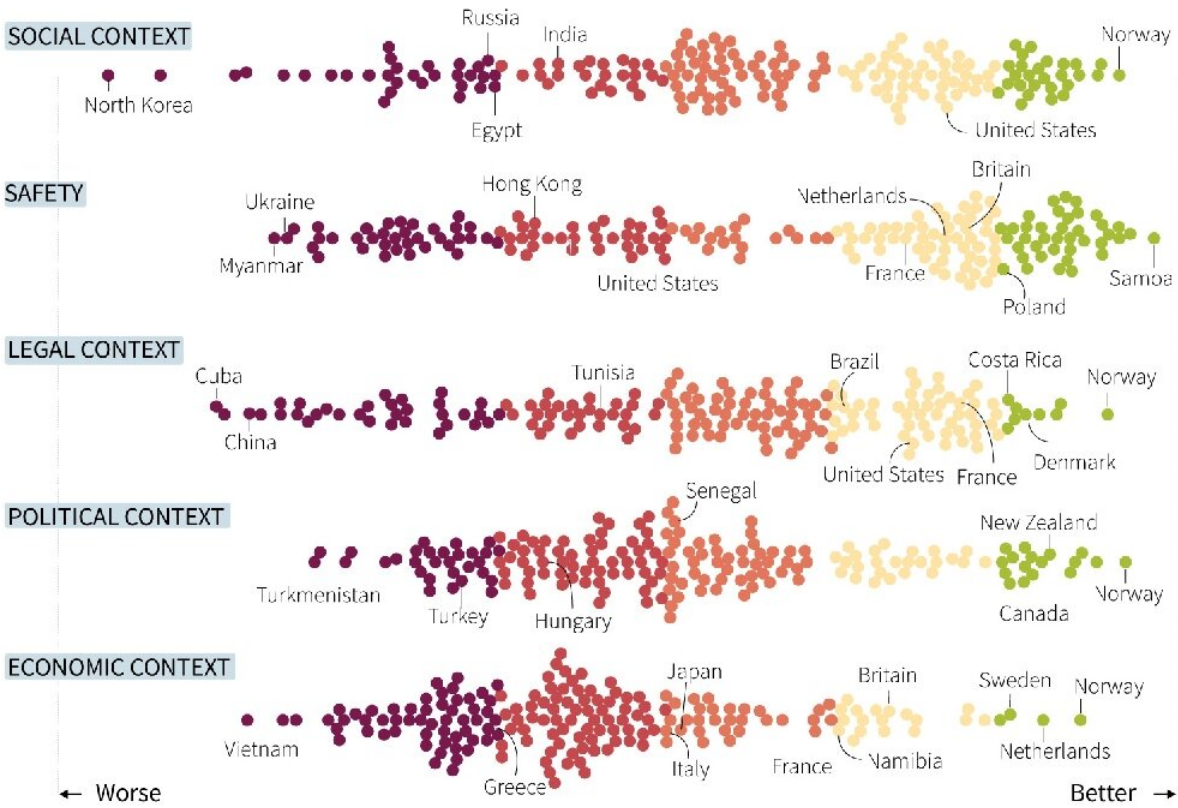 SOCIAL CONTEXT
Russia
India
Norway
North Korea
Egypt
United States
SAFETY
Ukraine
Hong Kong
Netherlands
Britain
Myanmar
United States
France
Poland
Samoa
LEGAL CONTEXT
Cuba
Tunisia
Brazil
Costa Rica
Norway
China
United States
France
Denmark
POLITICAL CONTEXT
Senegal
New Zealand
Turkmenistan
Turkey
Hungary
Canada
Norway
ECONOMIC CONTEXT
Japan
Britain
Sweden
Norway
Vietnam
Greece
Italy
France
Namibia
Netherlands
← Worse
Better →